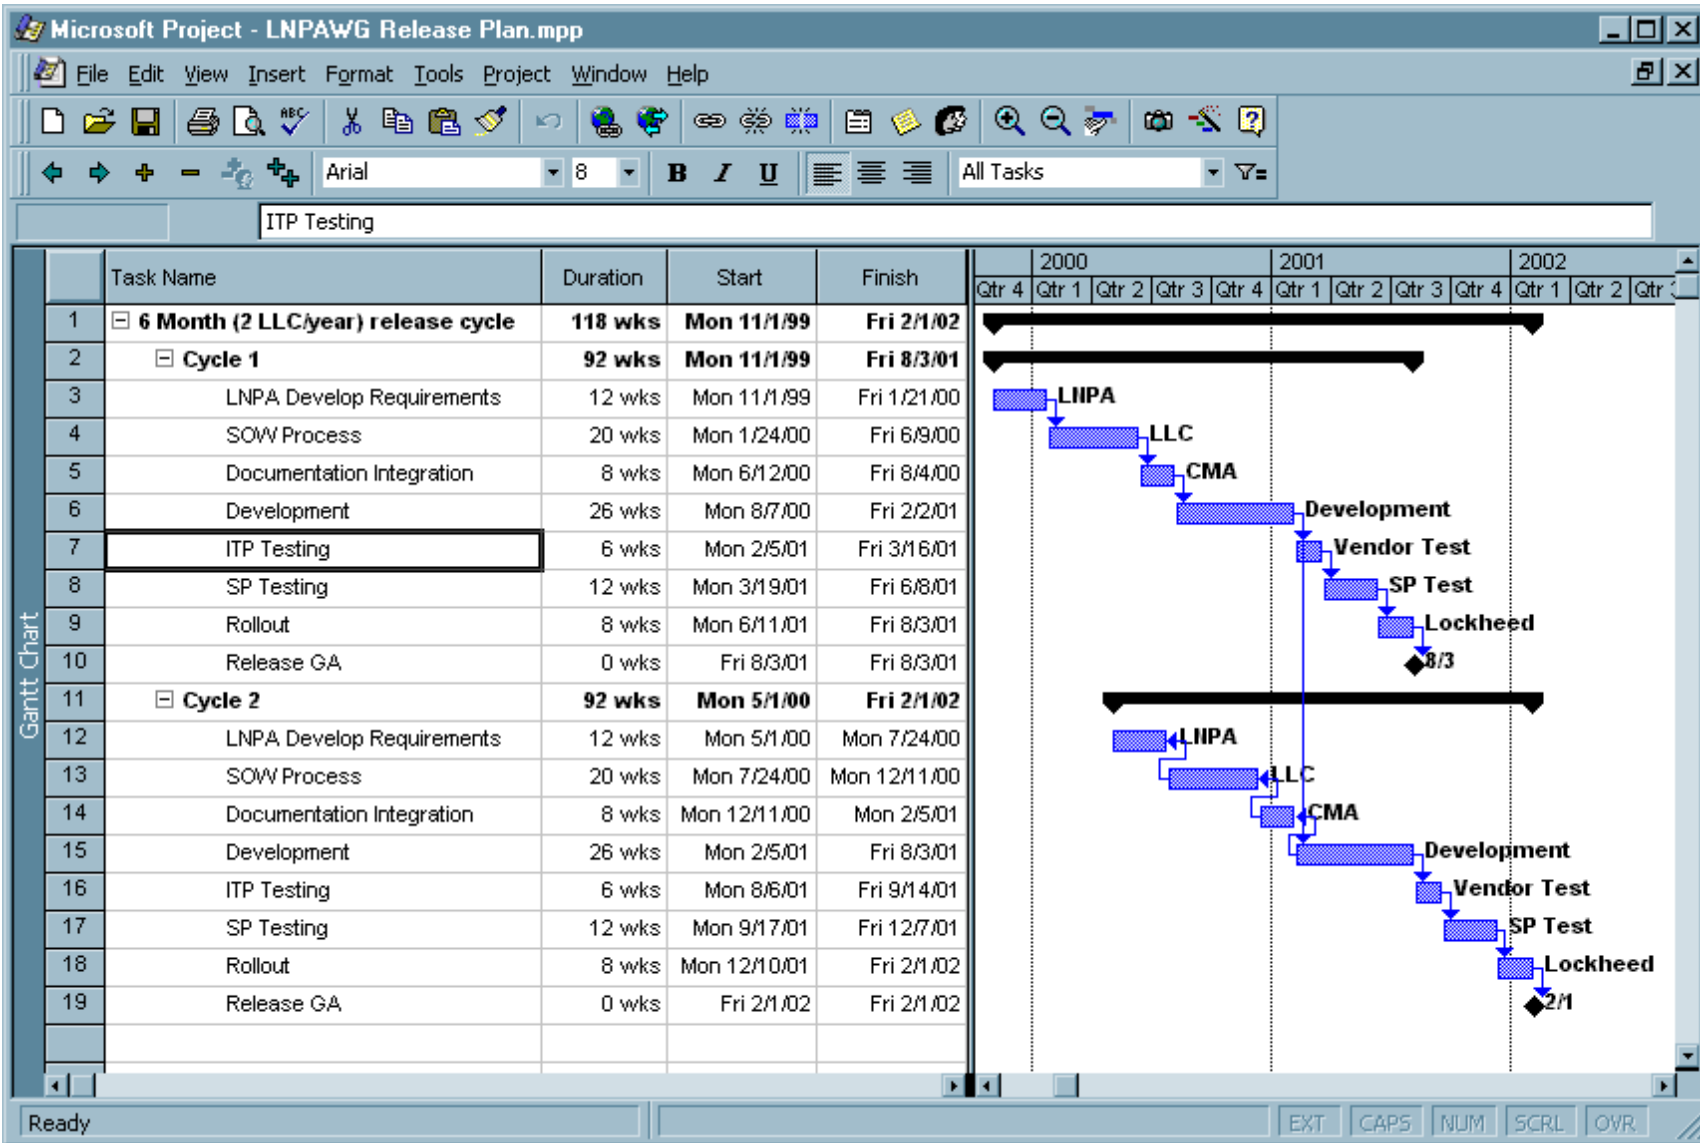 Microsoft Project - LNPAWG Release Plan.mpp
File Edit View Insert Format Tools Project Window Help
ABC
Arial 8 B I U All Tasks
ITP Testing
Task Name Duration Start Finish 2000 2001 2002
Qtr 4 Qtr 1 Qtr 2 Qtr 3 Qtr 4 Qtr 1 Qtr 2 Qtr 3 Qtr 4 Qtr 1 Qtr 2 Qtr
1 6 Month (2 LLC/year) release cycle 118 wks Mon 11/1/99 Fri 2/1/02
2 Cycle 1 92 wks Mon 11/1/99 Fri 8/3/01
3 LNPA Develop Requirements 12 wks Mon 11/1/99 Fri 1/21/00 LNPA
4 SOW Process 20 wks Mon 1/24/00 Fri 6/9/00 LLC
5 Documentation Integration 8 wks Mon 6/12/00 Fri 8/4/00 CMA
6 Development 26 wks Mon 8/7/00 Fri 2/2/01 Development
7 ITP Testing 6 wks Mon 2/5/01 Fri 3/16/01 Vendor Test
8 SP Testing 12 wks Mon 3/19/01 Fri 6/8/01 SP Test
9 Rollout 8 wks Mon 6/11/01 Fri 8/3/01 Lockheed
10 Release GA 0 wks Fri 8/3/01 Fri 8/3/01 8/3
11 Cycle 2 92 wks Mon 5/1/00 Fri 2/1/02
12 LNPA Develop Requirements 12 wks Mon 5/1/00 Mon 7/24/00 LNPA
13 SOW Process 20 wks Mon 7/24/00 Mon 12/11/00 LLC
14 Documentation Integration 8 wks Mon 12/11/00 Mon 2/5/01 CMA
15 Development 26 wks Mon 2/5/01 Fri 8/3/01 Development
16 ITP Testing 6 wks Mon 8/6/01 Fri 9/14/01 Vendor Test
17 SP Testing 12 wks Mon 9/17/01 Fri 12/7/01 SP Test
18 Rollout 8 wks Mon 12/10/01 Fri 2/1/02 Lockheed
19 Release GA 0 wks Fri 2/1/02 Fri 2/1/02 2/1
Gantt Chart
Ready EXT CAPS NUM SCRL OVR